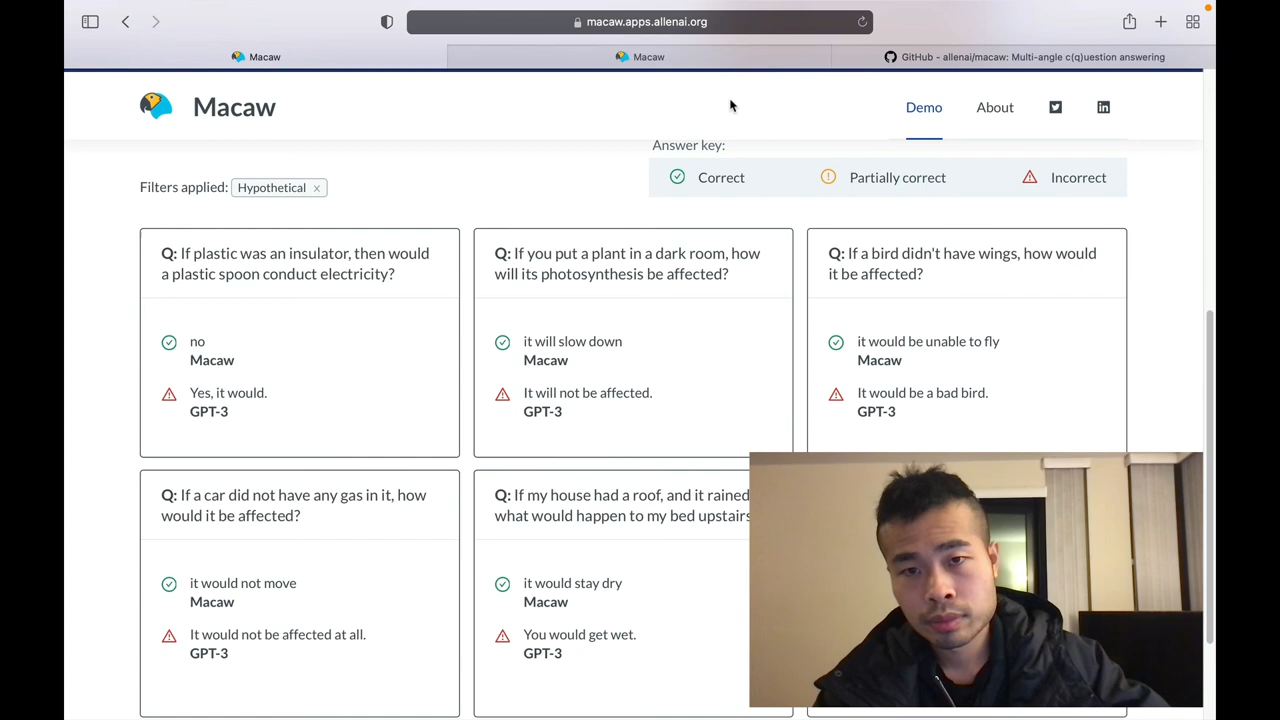 macaw.apps.allenai.org
Macaw
Macaw
GitHub - allenai/macaw: Multi-angle c(q)uestion answering
Macaw
Demo
About
Answer key:
Filters applied:
Hypothetical x
Correct
Partially correct
Incorrect
Q: If plastic was an insulator, then would
a plastic spoon conduct electricity?
no
Macaw
Yes, it would.
GPT-3
Q: If you put a plant in a dark room, how
will its photosynthesis be affected?
it will slow down
Macaw
It will not be affected.
GPT-3
Q: If a bird didn't have wings, how would
it be affected?
it would be unable to fly
Macaw
It would be a bad bird.
GPT-3
Q: If a car did not have any gas in it, how
would it be affected?
it would not move
Macaw
It would not be affected at all.
GPT-3
Q: If my house had a roof, and it rained
what would happen to my bed upstairs
it would stay dry
Macaw
You would get wet.
GPT-3